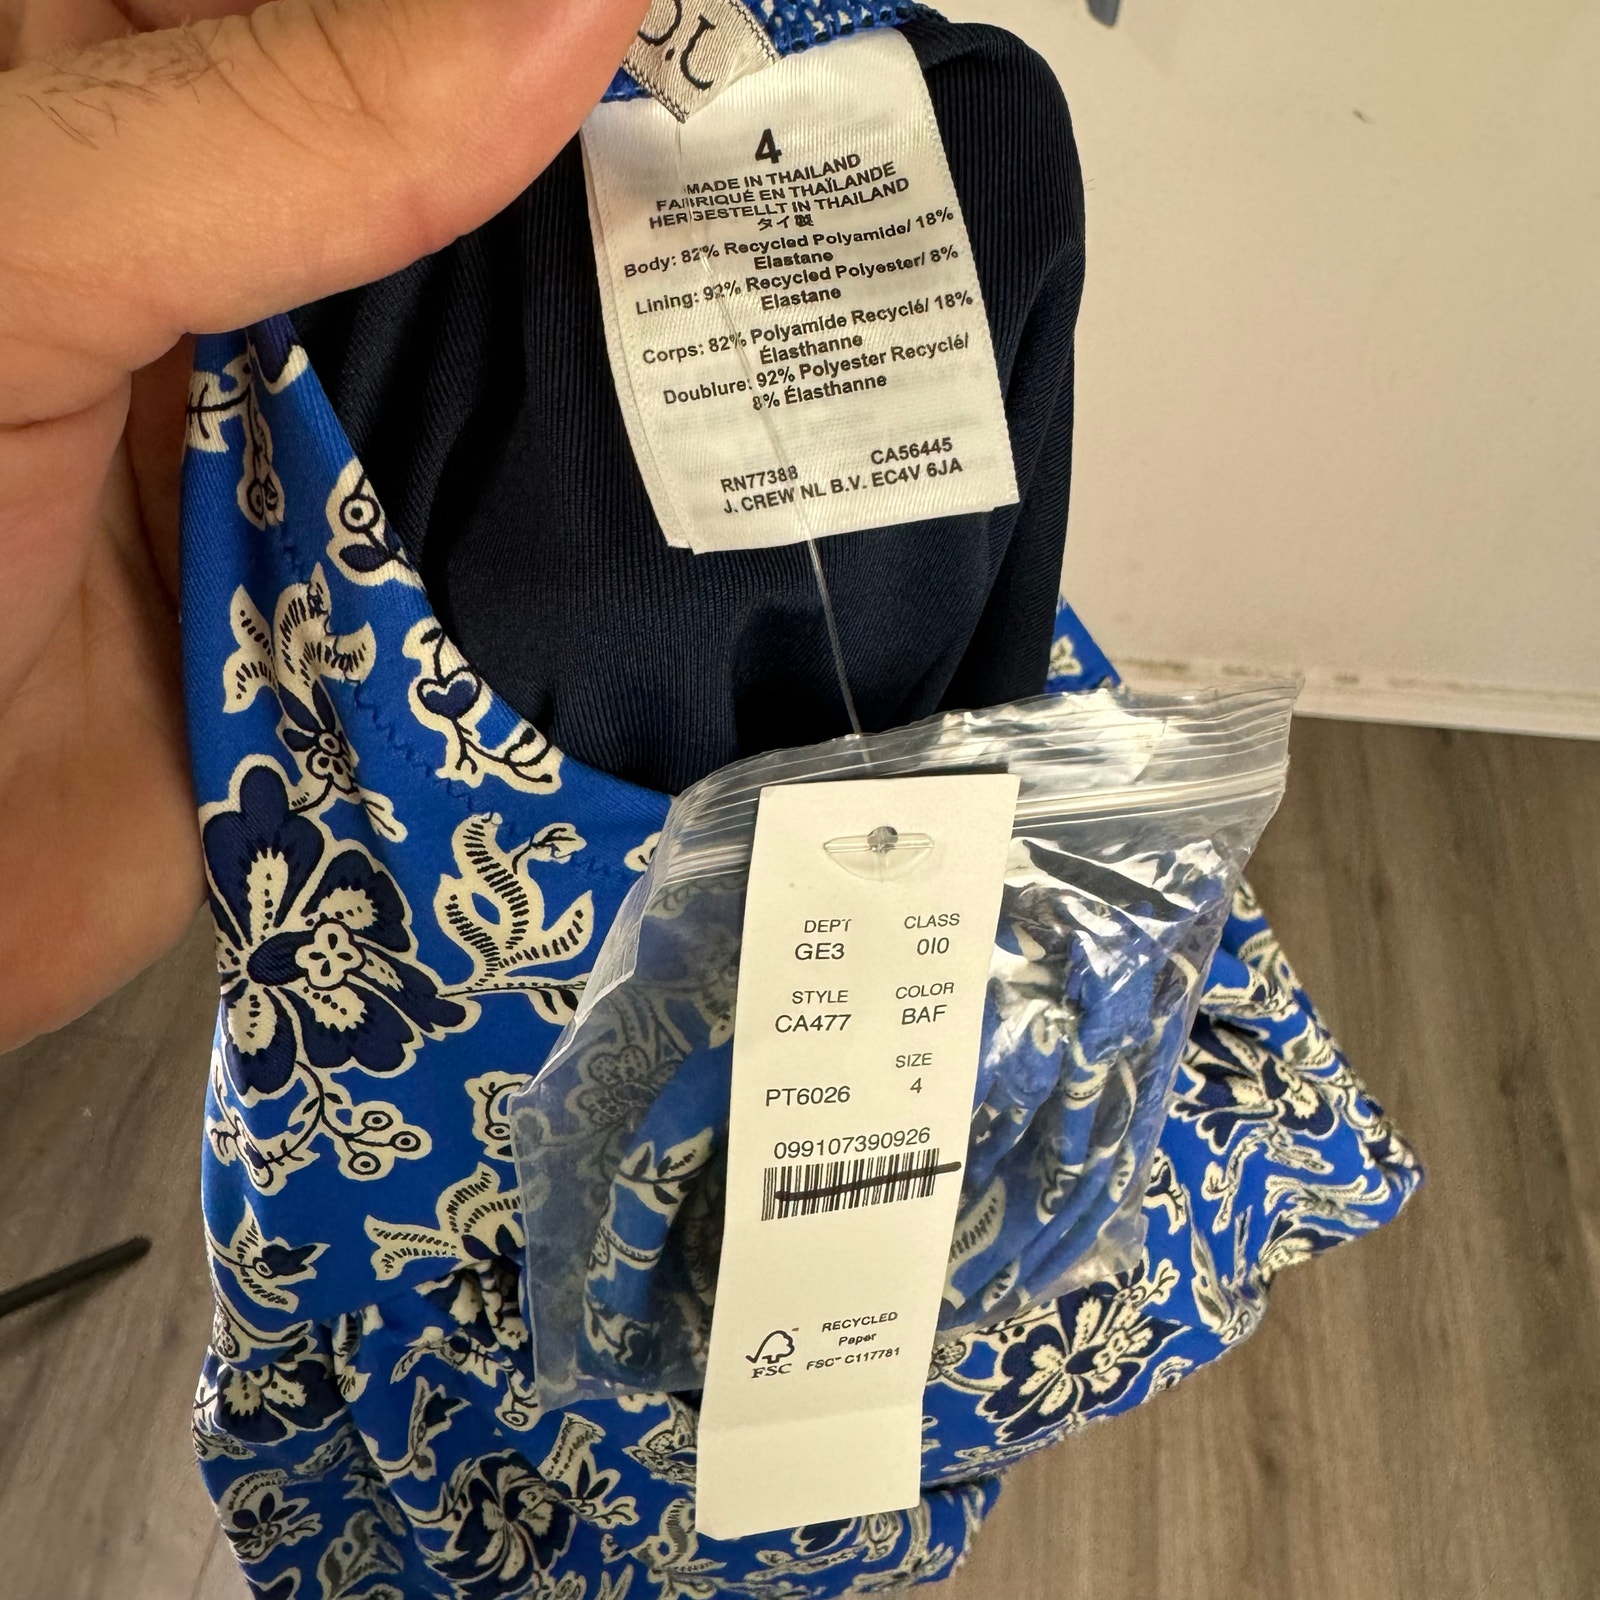 J.C
4
MADE IN THAILAND
FABRIQUÉ EN THAÏLANDE
HERGESTELLT IN THAILAND
タイ製
Body: 82% Recycled Polyamide/ 18%
Elastane
Lining: 92% Recycled Polyester/ 8%
Elastane
Corps: 82% Polyamide Recyclé/ 18%
Élasthanne
Doublure: 92% Polyester Recyclé/
8% Élasthanne
RN77388 CA56445
J. CREW NL B.V. EC4V 6JA
DEPT CLASS
GE3 010
STYLE COLOR
CA477 BAF
SIZE
PT6026 4
099107390926
FSC™
RECYCLED
Paper
FSC™ C117781